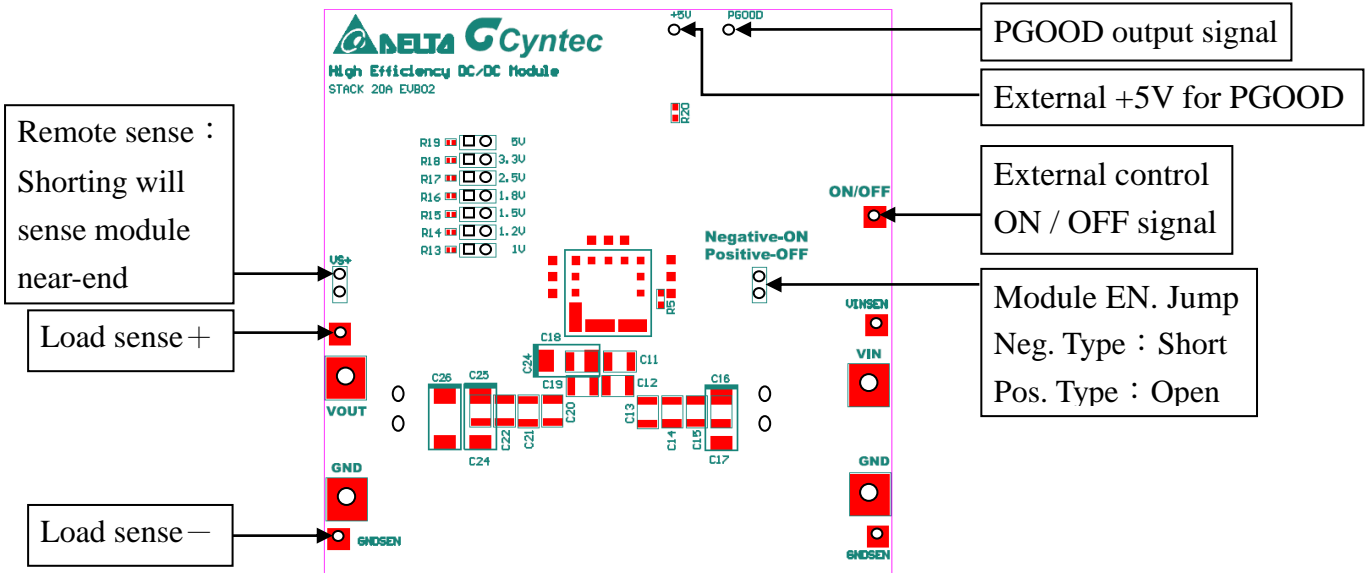 +5V
PGOOD
DELTA Cyntec
High Efficiency DC/DC Module
STACK 20A EVB02
PGOOD output signal
External +5V for PGOOD
External control
ON / OFF signal
Module EN. Jump
Neg. Type：Short
Pos. Type：Open
Remote sense：
Shorting will
sense module
near-end
Load sense＋
Load sense－
R20
R19 5V
R18 3.3V
R17 2.5V
R16 1.8V
R15 1.5V
R14 1.2V
R13 1V
ON/OFF
Negative-ON
Positive-OFF
VS+
R5
VINSEN
VIN
VOUT
C18
C24
C11
C19
C12
C20
C26
C25
C22
C21
C24
C13
C14
C15
C16
C17
GND
GNDSEN
GND
GNDSEN